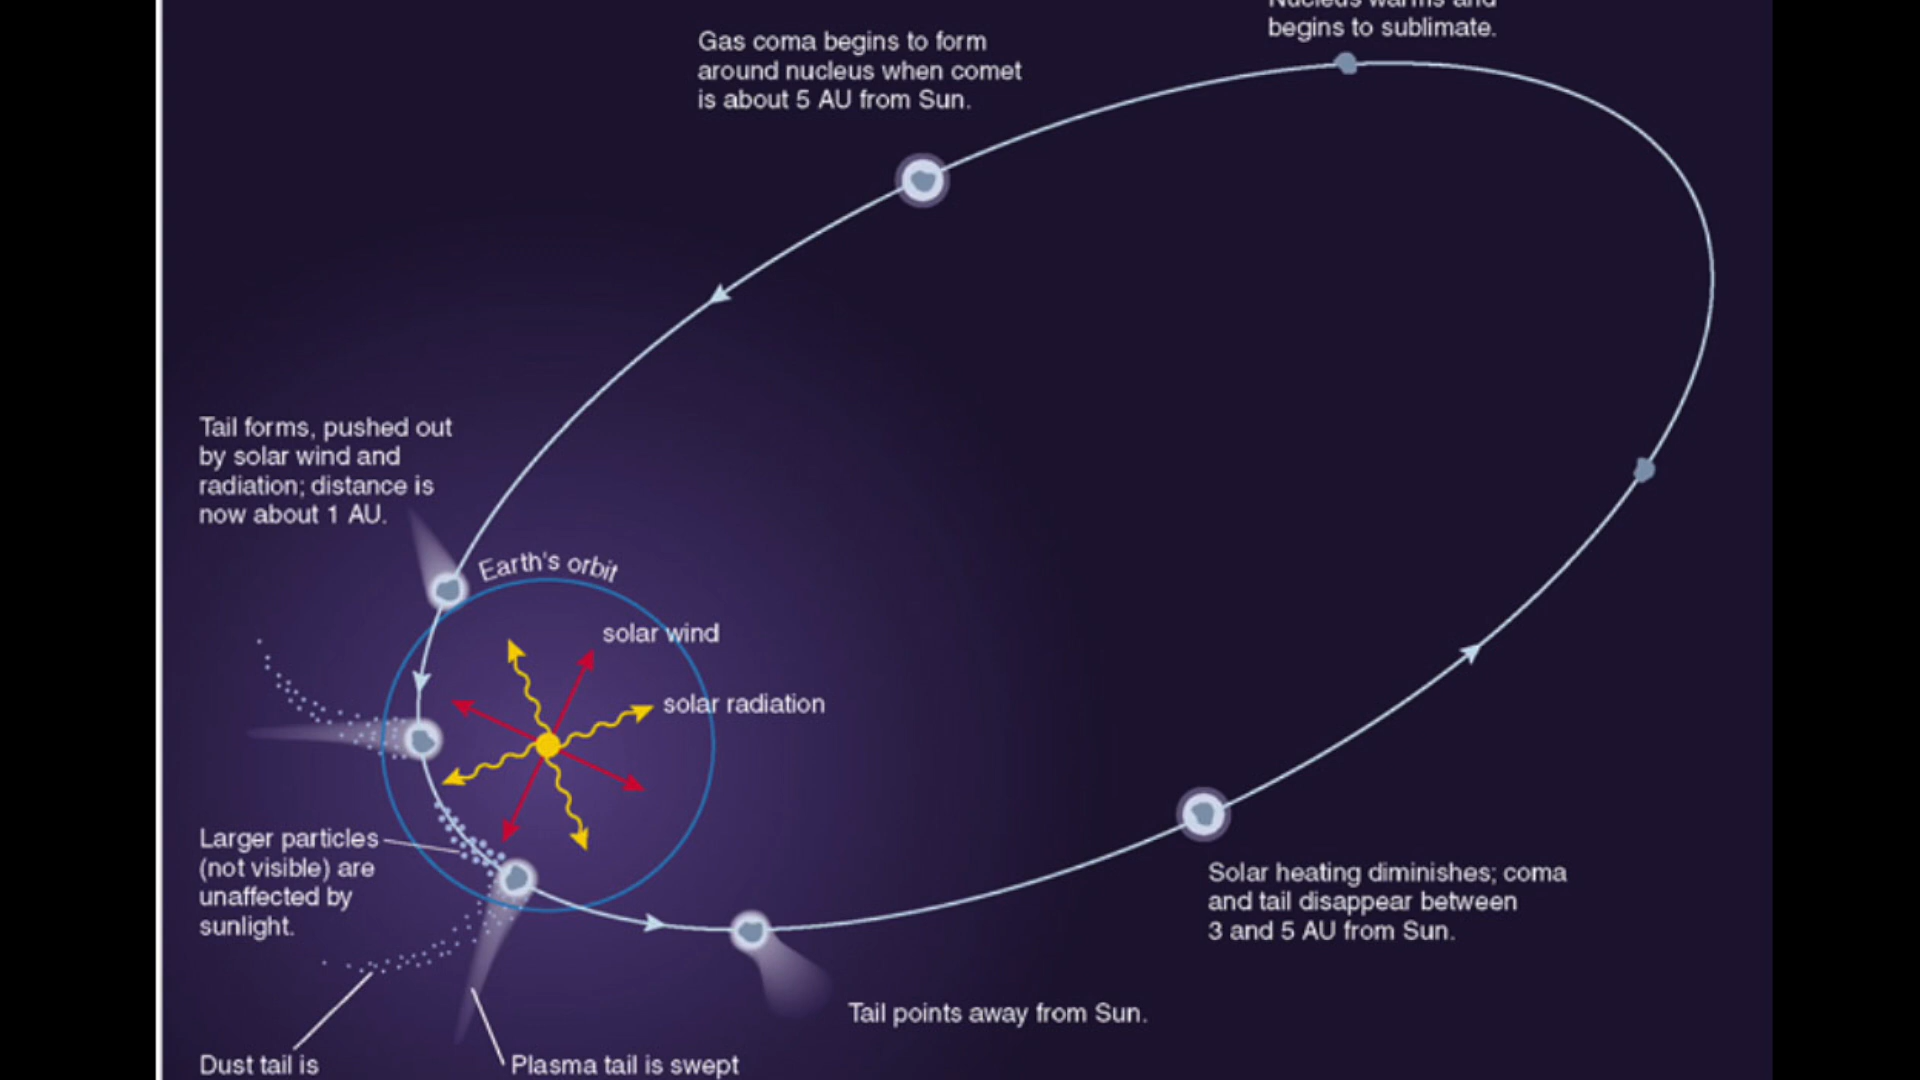 Nucleus warms and
begins to sublimate.
Gas coma begins to form
around nucleus when comet
is about 5 AU from Sun.
Tail forms, pushed out
by solar wind and
radiation; distance is
now about 1 AU.
Earth's orbit
solar wind
solar radiation
Larger particles
(not visible) are
unaffected by
sunlight.
Solar heating diminishes; coma
and tail disappear between
3 and 5 AU from Sun.
Tail points away from Sun.
Dust tail is
Plasma tail is swept